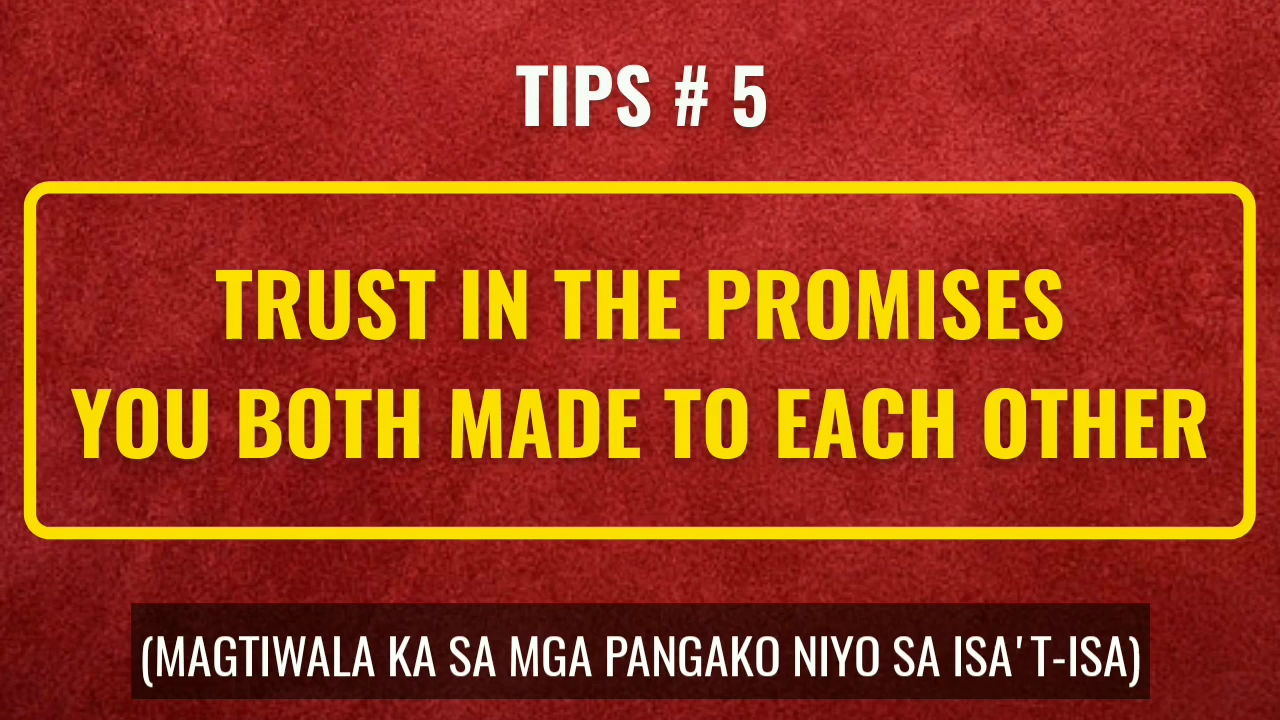 TIPS # 5
TRUST IN THE PROMISES
YOU BOTH MADE TO EACH OTHER
(MAGTIWALA KA SA MGA PANGAKO NIYO SA ISA'T-ISA)